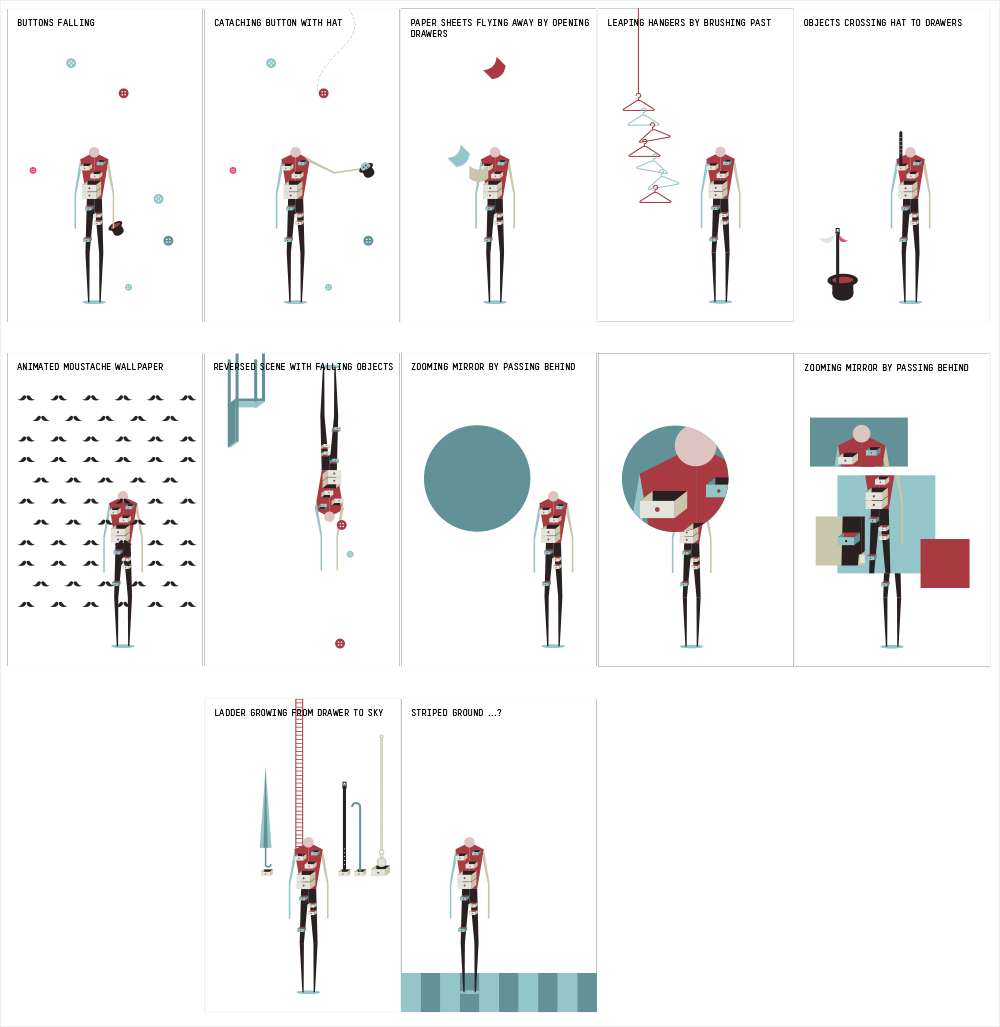 BUTTONS FALLING
CATACHING BUTTON WITH HAT
PAPER SHEETS FLYING AWAY BY OPENING
DRAWERS
LEAPING HANGERS BY BRUSHING PAST
OBJECTS CROSSING HAT TO DRAWERS
ANIMATED MOUSTACHE WALLPAPER
REVERSED SCENE WITH FALLING OBJECTS
ZOOMING MIRROR BY PASSING BEHIND
ZOOMING MIRROR BY PASSING BEHIND
LADDER GROWING FROM DRAWER TO SKY
STRIPED GROUND ...?